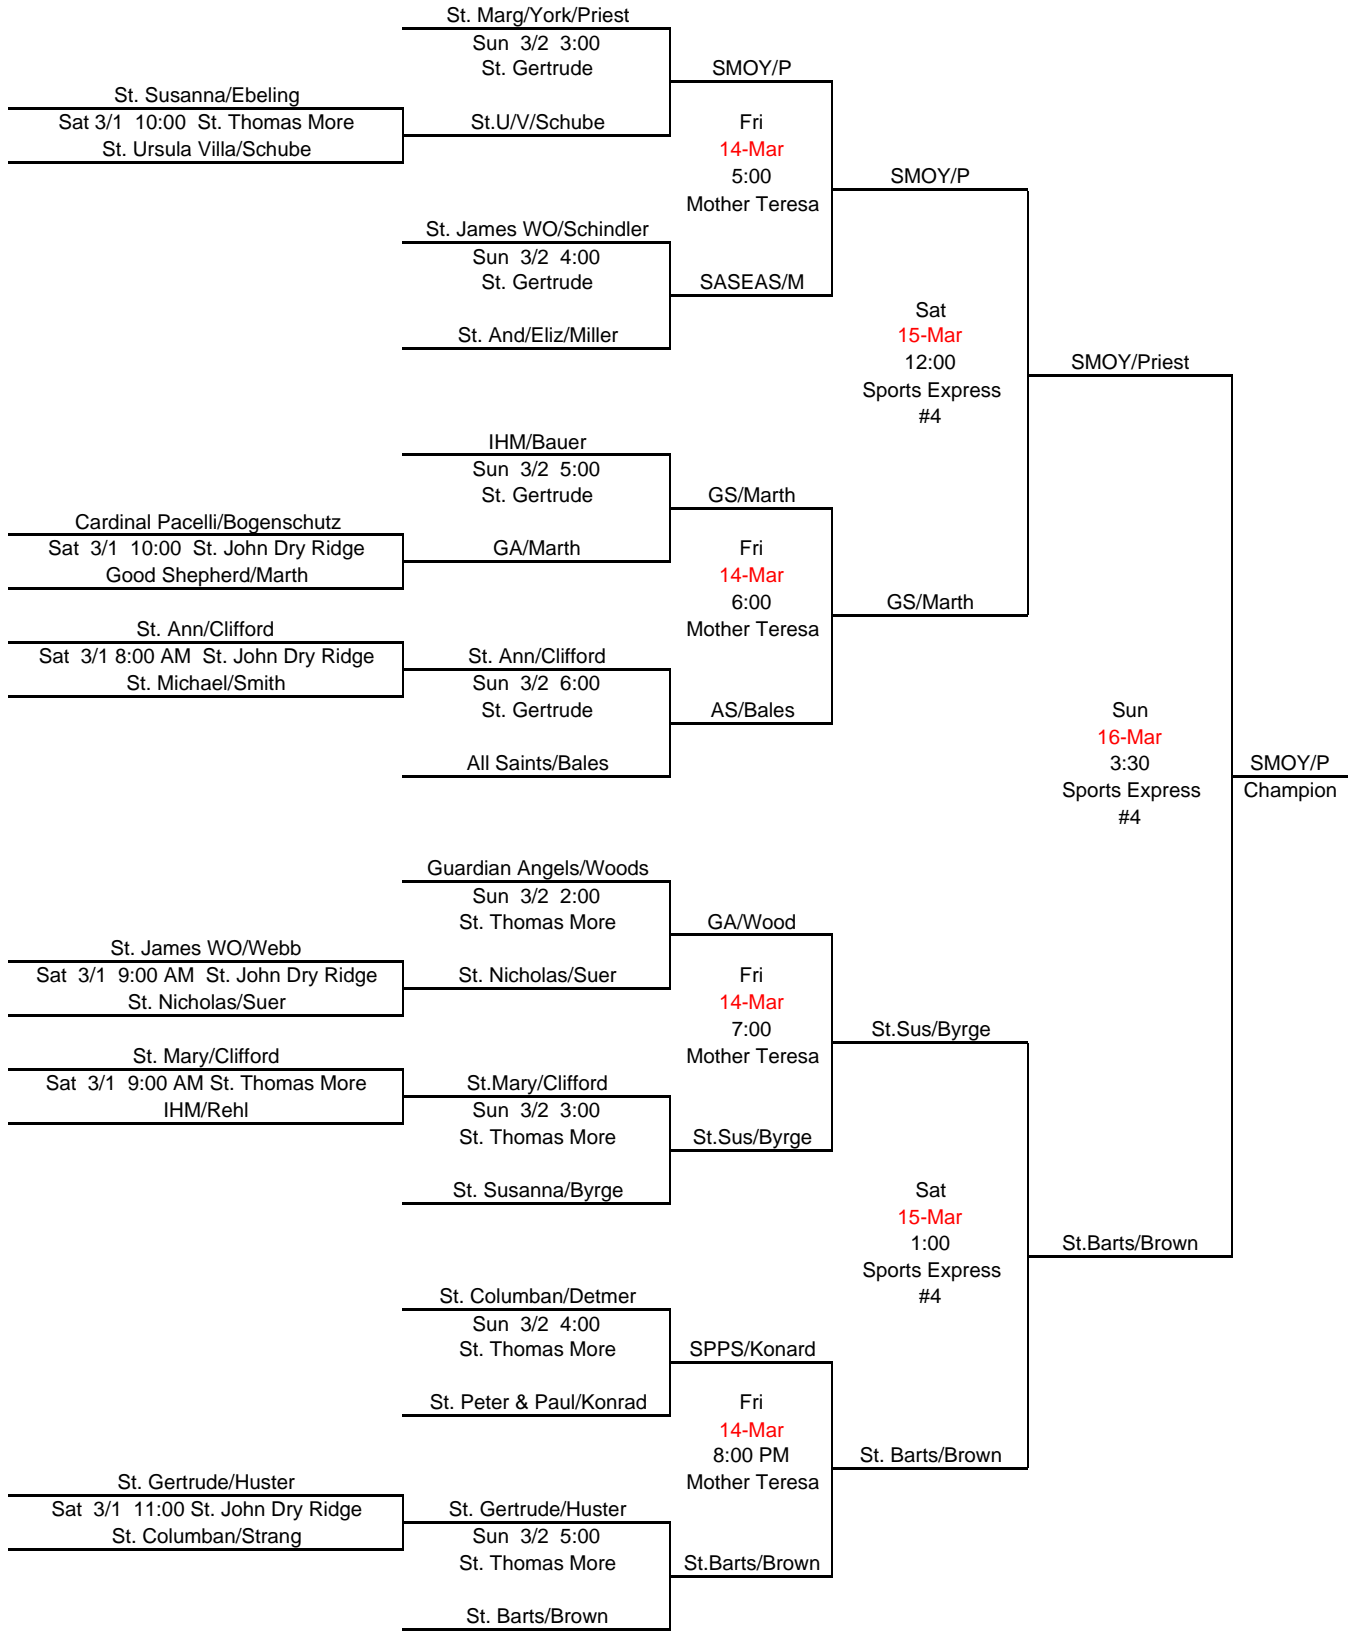 St. Marg/York/Priest
Sun 3/2 3:00
St. Gertrude
SMOY/P
St. Susanna/Ebeling
Sat 3/1 10:00 St. Thomas More
St.U/V/Schube
Fri
St. Ursula Villa/Schube
14-Mar
5:00
SMOY/P
Mother Teresa
St. James WO/Schindler
Sun 3/2 4:00
St. Gertrude
SASEAS/M
Sat
St. And/Eliz/Miller
15-Mar
12:00
SMOY/Priest
Sports Express
#4
IHM/Bauer
Sun 3/2 5:00
St. Gertrude
GS/Marth
Cardinal Pacelli/Bogenschutz
Sat 3/1 10:00 St. John Dry Ridge
GA/Marth
Fri
Good Shepherd/Marth
14-Mar
6:00
GS/Marth
St. Ann/Clifford
Mother Teresa
Sat 3/1 8:00 AM St. John Dry Ridge
St. Ann/Clifford
St. Michael/Smith
Sun 3/2 6:00
St. Gertrude
AS/Bales
Sun
16-Mar
All Saints/Bales
3:30
SMOY/P
Sports Express
Champion
#4
Guardian Angels/Woods
Sun 3/2 2:00
St. Thomas More
GA/Wood
St. James WO/Webb
Sat 3/1 9:00 AM St. John Dry Ridge
St. Nicholas/Suer
Fri
St. Nicholas/Suer
14-Mar
7:00
St.Sus/Byrge
St. Mary/Clifford
Mother Teresa
Sat 3/1 9:00 AM St. Thomas More
St.Mary/Clifford
IHM/Rehl
Sun 3/2 3:00
St. Thomas More
St.Sus/Byrge
St. Susanna/Byrge
Sat
15-Mar
1:00
St.Barts/Brown
Sports Express
St. Columban/Detmer
#4
Sun 3/2 4:00
St. Thomas More
SPPS/Konard
St. Peter & Paul/Konrad
Fri
14-Mar
8:00 PM
St. Barts/Brown
St. Gertrude/Huster
Mother Teresa
Sat 3/1 11:00 St. John Dry Ridge
St. Gertrude/Huster
St. Columban/Strang
Sun 3/2 5:00
St. Thomas More
St.Barts/Brown
St. Barts/Brown